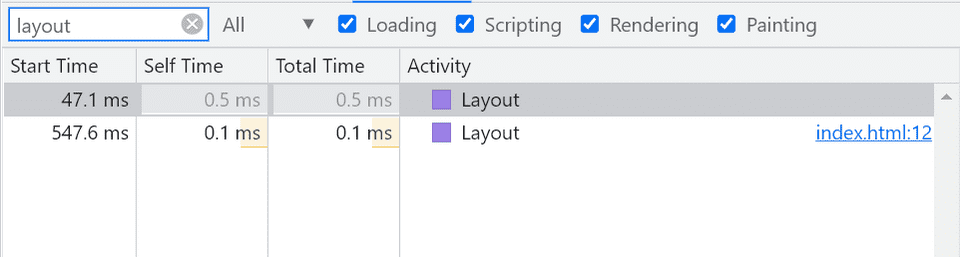 layout All Loading Scripting Rendering Painting
Start Time Self Time Total Time Activity
47.1 ms 0.5 ms 0.5 ms Layout
547.6 ms 0.1 ms 0.1 ms Layout index.html:12